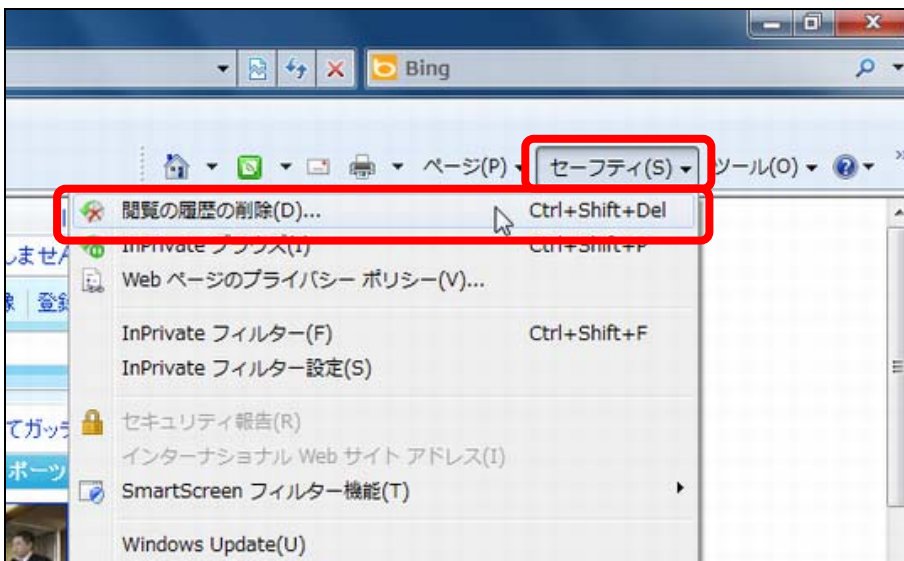 Bing
ページ(P)
セーフティ(S)
ツール(O)
閲覧の履歴の削除(D)... Ctrl+Shift+Del
InPrivate ブラウズ(I) Ctrl+Shift+P
しません
Web ページのプライバシー ポリシー(V)...
登録
InPrivate フィルター(F) Ctrl+Shift+F
InPrivate フィルター設定(S)
セキュリティ報告(R)
てガッ
インターナショナル Web サイト アドレス(I)
ポーツ
SmartScreen フィルター機能(T)
Windows Update(U)